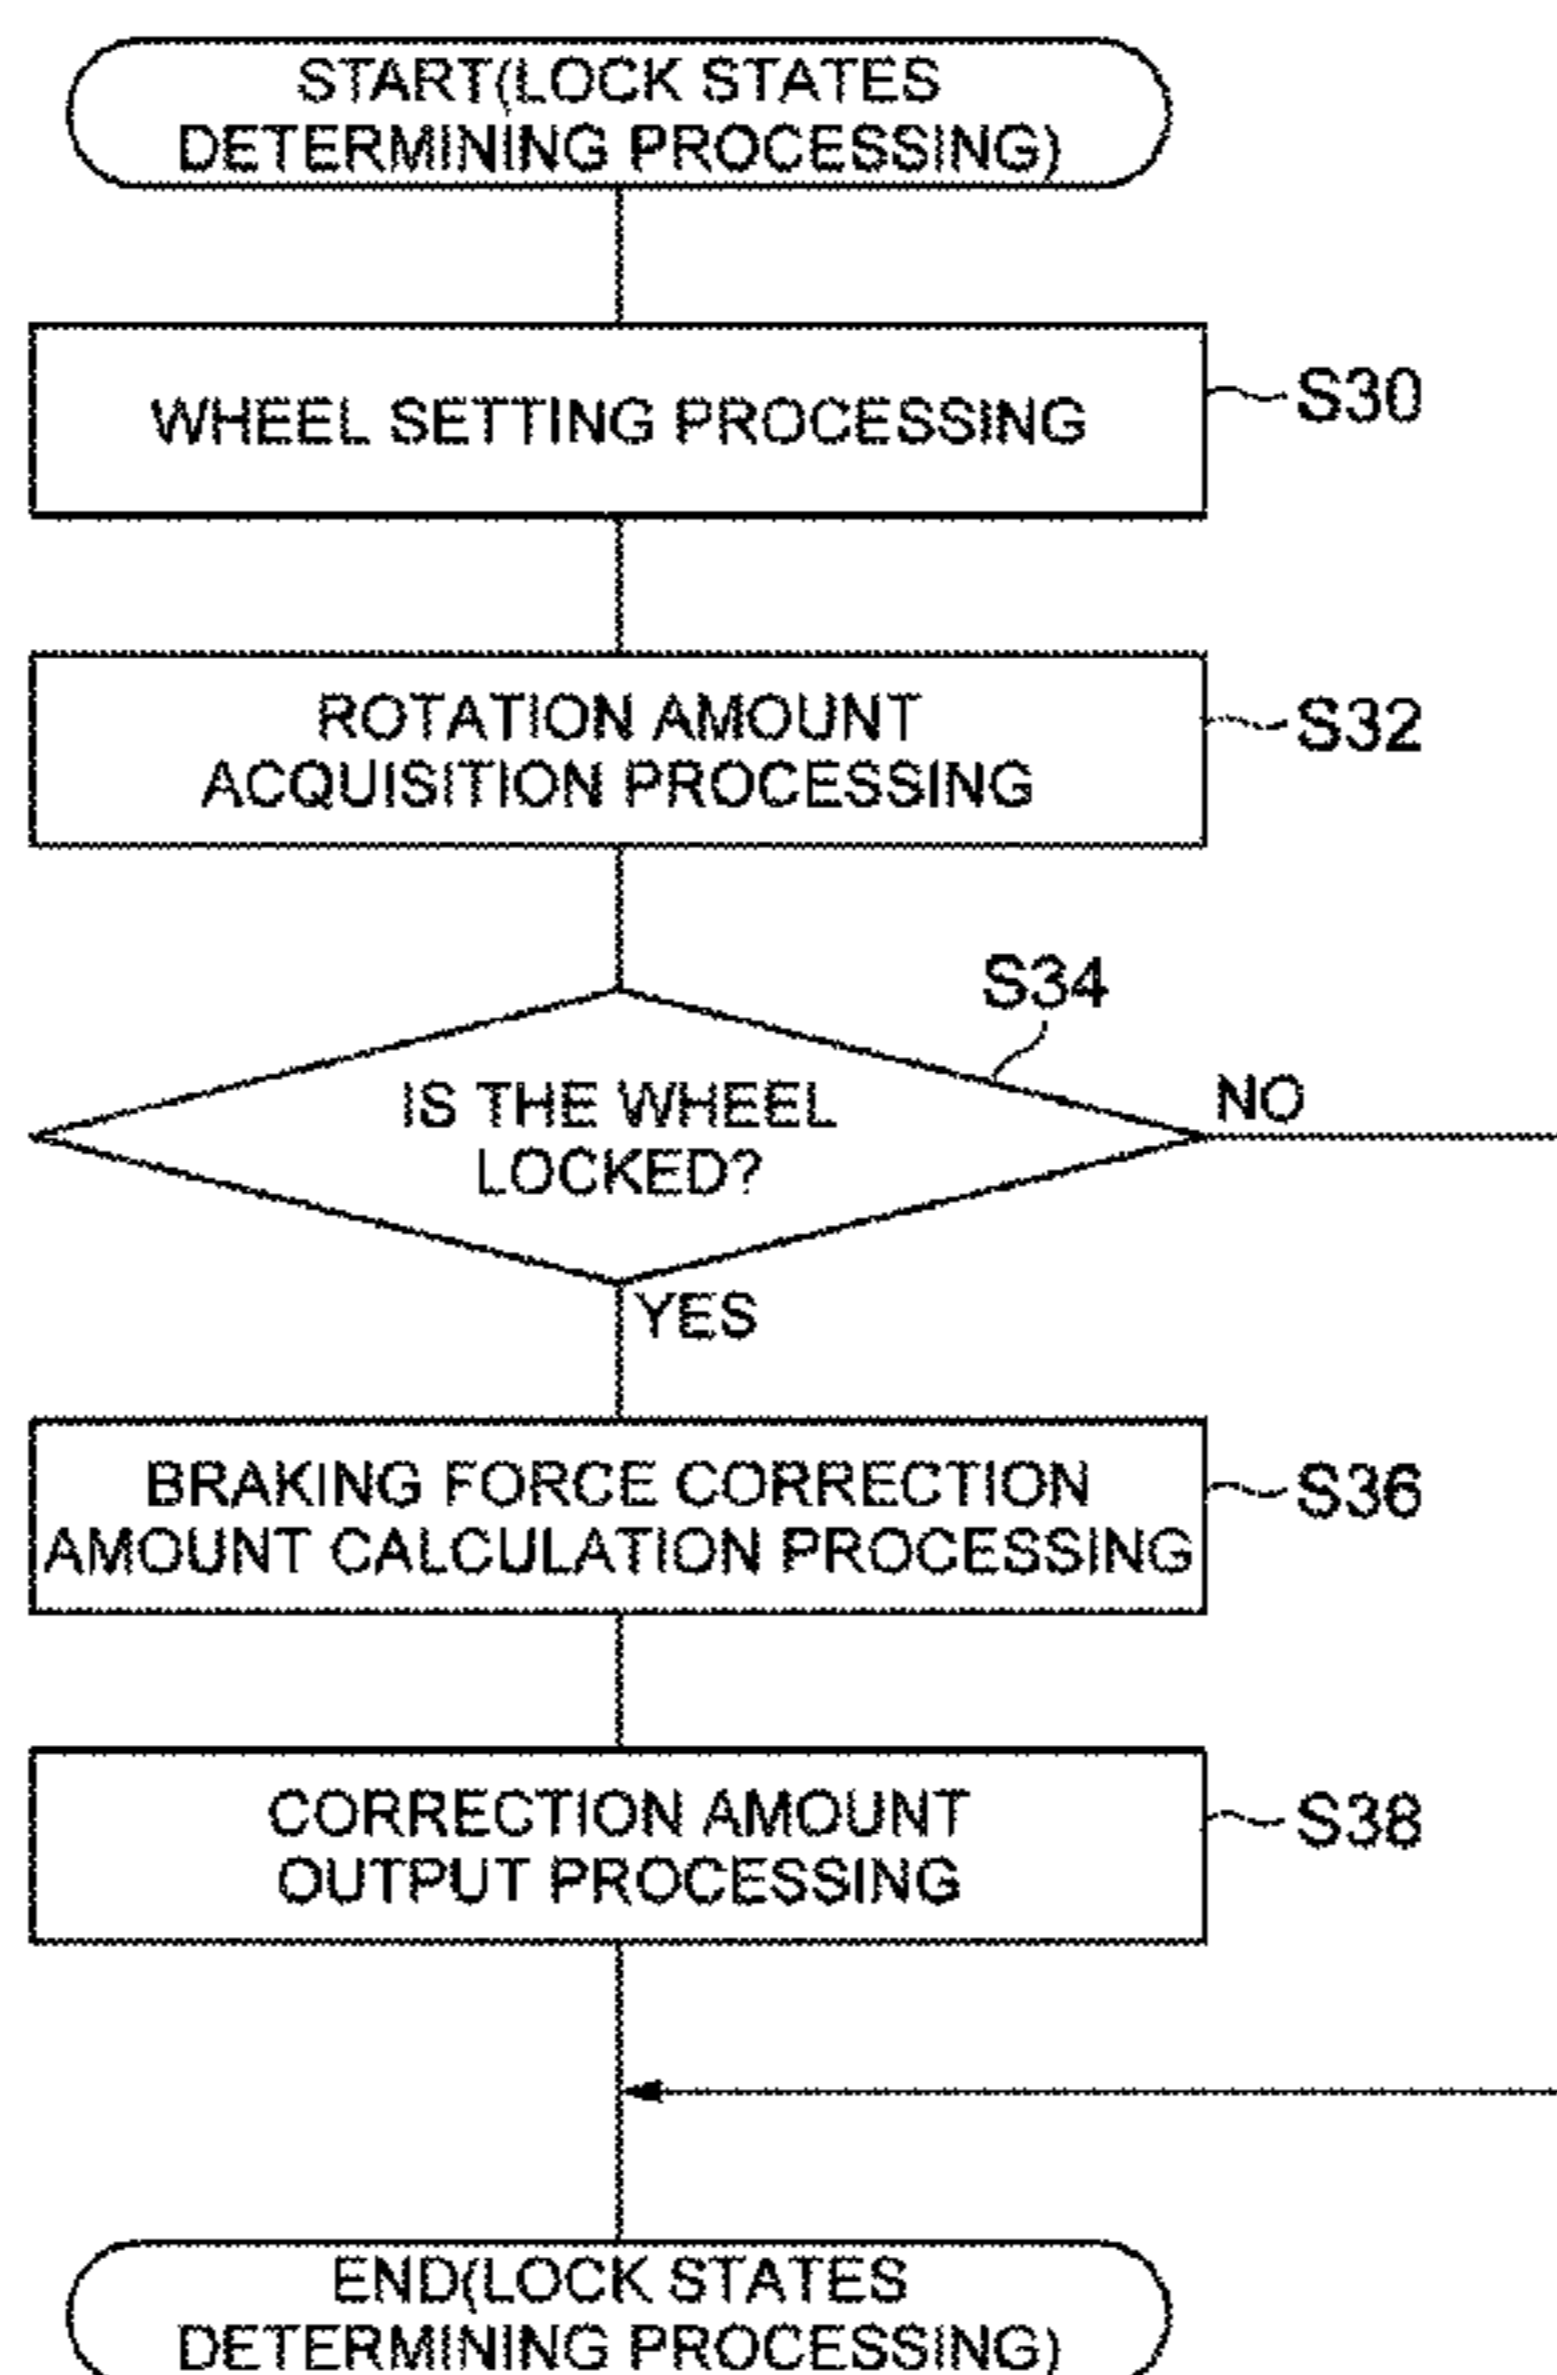 START(LOCK STATES
DETERMINING PROCESSING)
WHEEL SETTING PROCESSING
S30
ROTATION AMOUNT
ACQUISITION PROCESSING
S32
S34
IS THE WHEEL
LOCKED?
NO
YES
BRAKING FORCE CORRECTION
AMOUNT CALCULATION PROCESSING
S36
CORRECTION AMOUNT
OUTPUT PROCESSING
S38
END(LOCK STATES
DETERMINING PROCESSING)